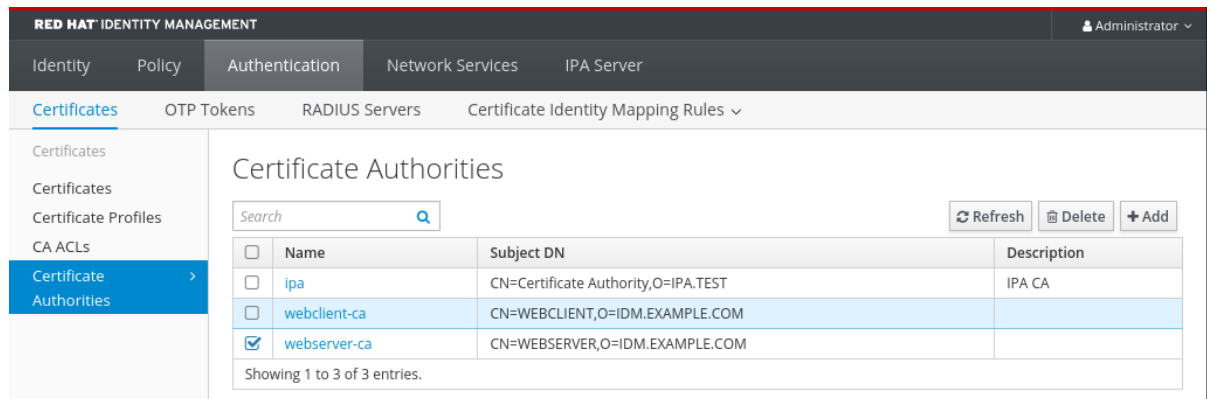 RED HAT® IDENTITY MANAGEMENT Administrator
Identity Policy Authentication Network Services IPA Server
Certificates OTP Tokens RADIUS Servers Certificate Identity Mapping Rules
Certificates
Certificates
Certificate Profiles
CA ACLs
Certificate
Authorities
Certificate Authorities
Search Refresh Delete Add
Name Subject DN Description
ipa CN=Certificate Authority,O=IPA.TEST IPA CA
webclient-ca CN=WEBCLIENT,O=IDM.EXAMPLE.COM
webserver-ca CN=WEBSERVER,O=IDM.EXAMPLE.COM
Showing 1 to 3 of 3 entries.